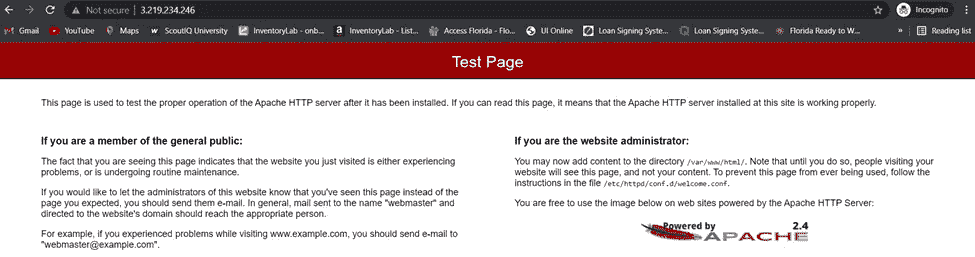 Not secure | 3.219.234.246
Incognito
Gmail YouTube Maps ScoutIQ University InventoryLab - onb... InventoryLab - List... Access Florida - Flo... UI Online Loan Signing Syste... Loan Signing System... Florida Ready to W... » Reading list
Test Page
This page is used to test the proper operation of the Apache HTTP server after it has been installed. If you can read this page, it means that the Apache HTTP server installed at this site is working properly.
If you are a member of the general public:
The fact that you are seeing this page indicates that the website you just visited is either experiencing
problems, or is undergoing routine maintenance.
If you would like to let the administrators of this website know that you've seen this page instead of the
page you expected, you should send them e-mail. In general, mail sent to the name "webmaster" and
directed to the website's domain should reach the appropriate person.
For example, if you experienced problems while visiting www.example.com, you should send e-mail to
"webmaster@example.com".
If you are the website administrator:
You may now add content to the directory /var/www/html/. Note that until you do so, people visiting your
website will see this page, and not your content. To prevent this page from ever being used, follow the
instructions in the file /etc/httpd/conf.d/welcome.conf.
You are free to use the image below on web sites powered by the Apache HTTP Server:
Powered by 2.4
APACHE